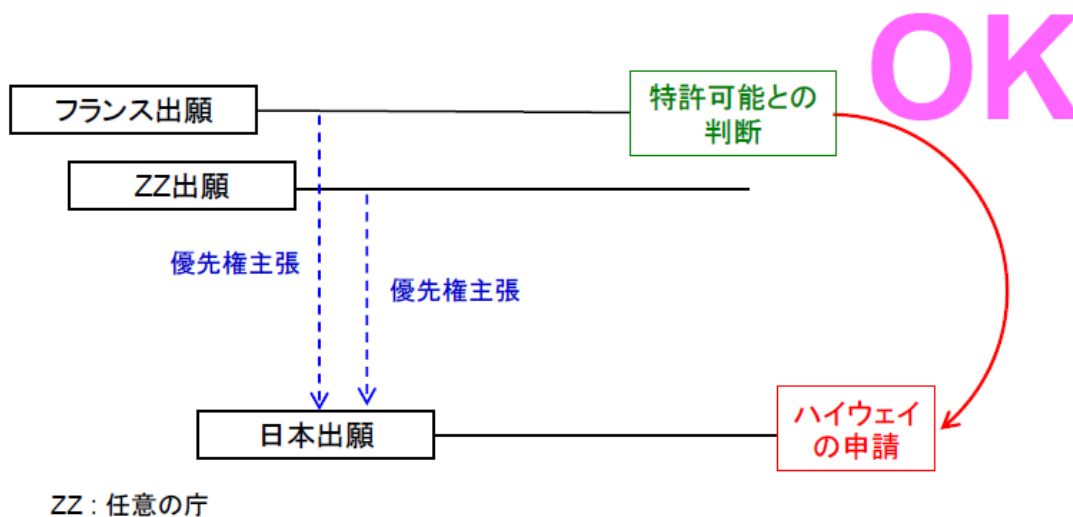 OK
フランス出願
特許可能との
判断
ZZ出願
優先権主張
優先権主張
日本出願
ハイウェイ
の申請
ZZ : 任意の庁